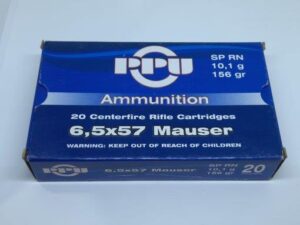 PPU
SP RN
10,1 g
156 gr
Ammunition
20 Centerfire Rifle Cartridges
6,5x57 Mauser
WARNING: KEEP OUT OF REACH OF CHILDREN
6,5x57 Mauser
SP RN
10,1 g
156 gr
20